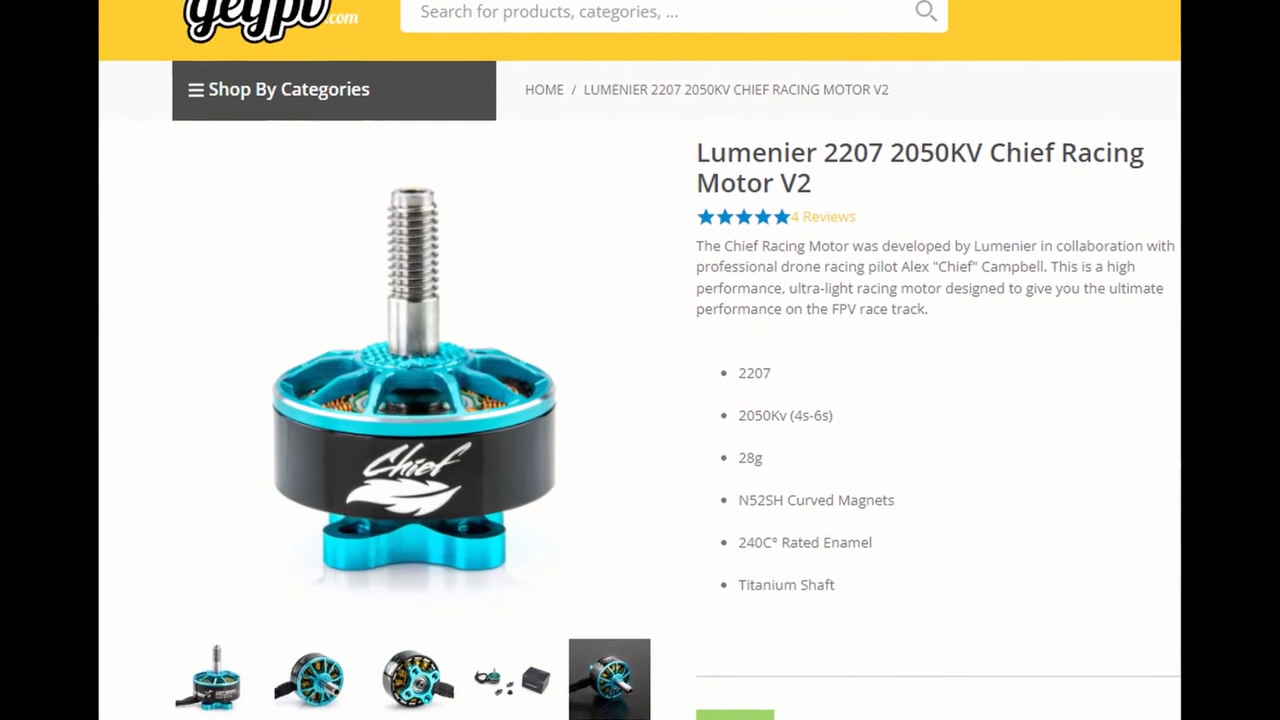 .com
Search for products, categories, ...
Shop By Categories
HOME / LUMENIER 2207 2050KV CHIEF RACING MOTOR V2
Lumenier 2207 2050KV Chief Racing
Motor V2
4 Reviews
The Chief Racing Motor was developed by Lumenier in collaboration with
professional drone racing pilot Alex "Chief" Campbell. This is a high
performance, ultra-light racing motor designed to give you the ultimate
performance on the FPV race track.
2207
2050Kv (4s-6s)
28g
N52SH Curved Magnets
240C° Rated Enamel
Titanium Shaft
Chief